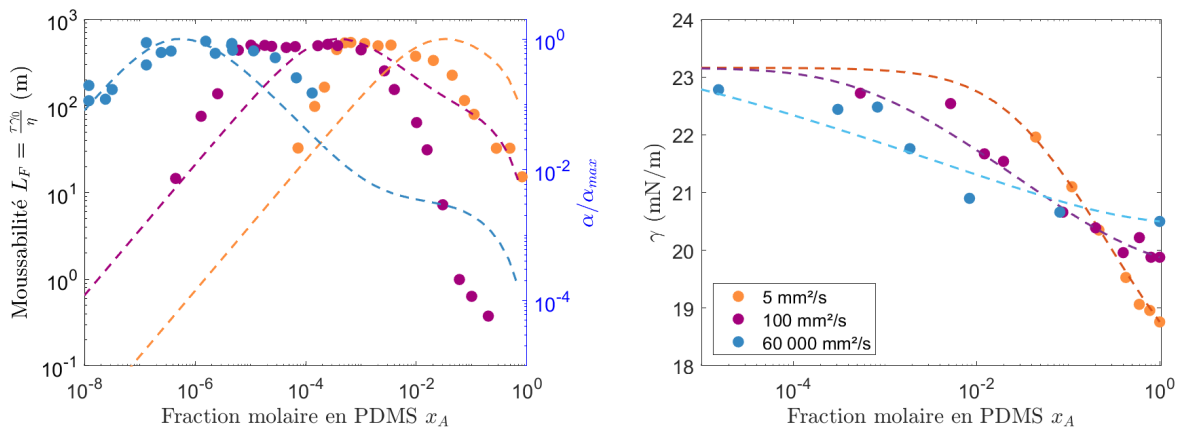 Moussabilité L_F = τγ̇₀/η (m)
10³
10²
10¹
10⁰
10⁻¹
10⁻⁸
10⁻⁶
10⁻⁴
10⁻²
10⁰
Fraction molaire en PDMS x_A
10⁰
10⁻²
10⁻⁴
α/α_max
γ (mN/m)
24
23
22
21
20
19
18
5 mm²/s
100 mm²/s
60 000 mm²/s
10⁻⁴
10⁻²
10⁰
Fraction molaire en PDMS x_A